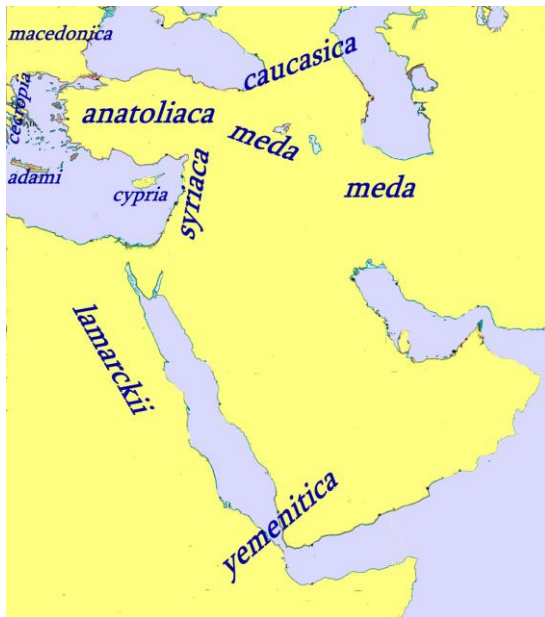 macedonica
caucasica
cecropia
anatoliaca
meda
adami
cypria
syriaca
meda
lamarckii
yemenitica